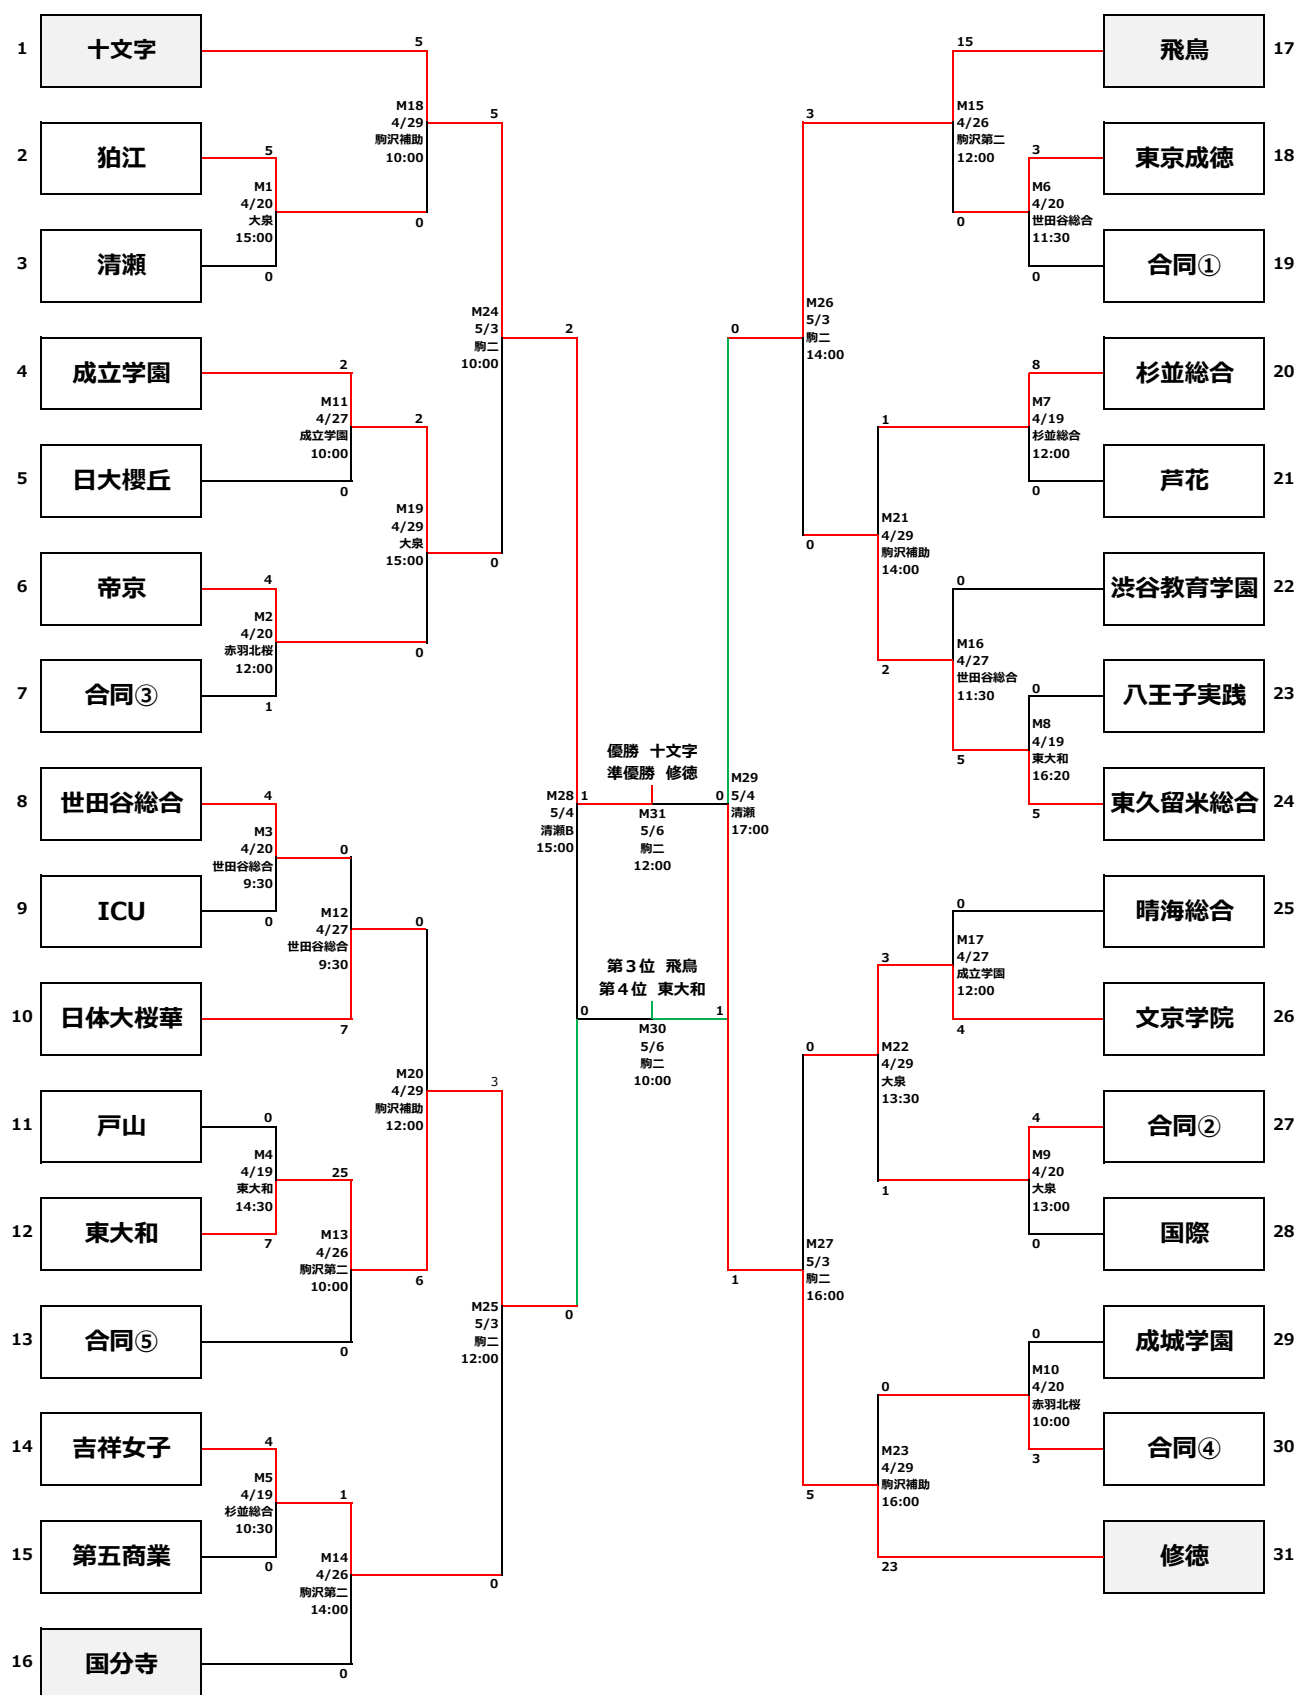 1
十文字
5
M18
4/29
駒沢補助
10:00
5
2
狛江
5
M1
4/20
大泉
15:00
0
3
清瀬
0
M24
5/3
駒二
10:00
2
4
成立学園
2
M11
4/27
成立学園
10:00
2
5
日大櫻丘
0
M19
4/29
大泉
15:00
0
6
帝京
4
M2
4/20
赤羽北桜
12:00
0
7
合同③
1
8
世田谷総合
4
M3
4/20
世田谷総合
9:30
0
9
ICU
0
M12
4/27
世田谷総合
9:30
0
10
日体大桜華
7
M20
4/29
駒沢補助
12:00
3
11
戸山
0
M4
4/19
東大和
14:30
25
12
東大和
7
M13
4/26
駒沢第二
10:00
6
13
合同⑤
0
M25
5/3
駒二
12:00
0
14
吉祥女子
4
M5
4/19
杉並総合
10:30
1
15
第五商業
0
M14
4/26
駒沢第二
14:00
0
16
国分寺
0
M28
5/4
清瀬B
15:00
優勝 十文字
準優勝 修徳
1
0
M31
5/6
駒二
12:00
第３位 飛鳥
第４位 東大和
0
1
M30
5/6
駒二
10:00
M29
5/4
清瀬
17:00
15
飛鳥
17
3
M15
4/26
駒沢第二
12:00
3
東京成徳
18
M6
4/20
世田谷総合
11:30
0
0
合同①
19
0
M26
5/3
駒二
14:00
8
杉並総合
20
1
M7
4/19
杉並総合
12:00
0
芦花
21
0
M21
4/29
駒沢補助
14:00
0
渋谷教育学園
22
2
M16
4/27
世田谷総合
11:30
0
八王子実践
23
5
M8
4/19
東大和
16:20
5
東久留米総合
24
0
晴海総合
25
3
M17
4/27
成立学園
12:00
4
文京学院
26
0
M22
4/29
大泉
13:30
4
合同②
27
1
M9
4/20
大泉
13:00
0
国際
28
1
M27
5/3
駒二
16:00
0
成城学園
29
0
M10
4/20
赤羽北桜
10:00
3
合同④
30
5
M23
4/29
駒沢補助
16:00
23
修徳
31